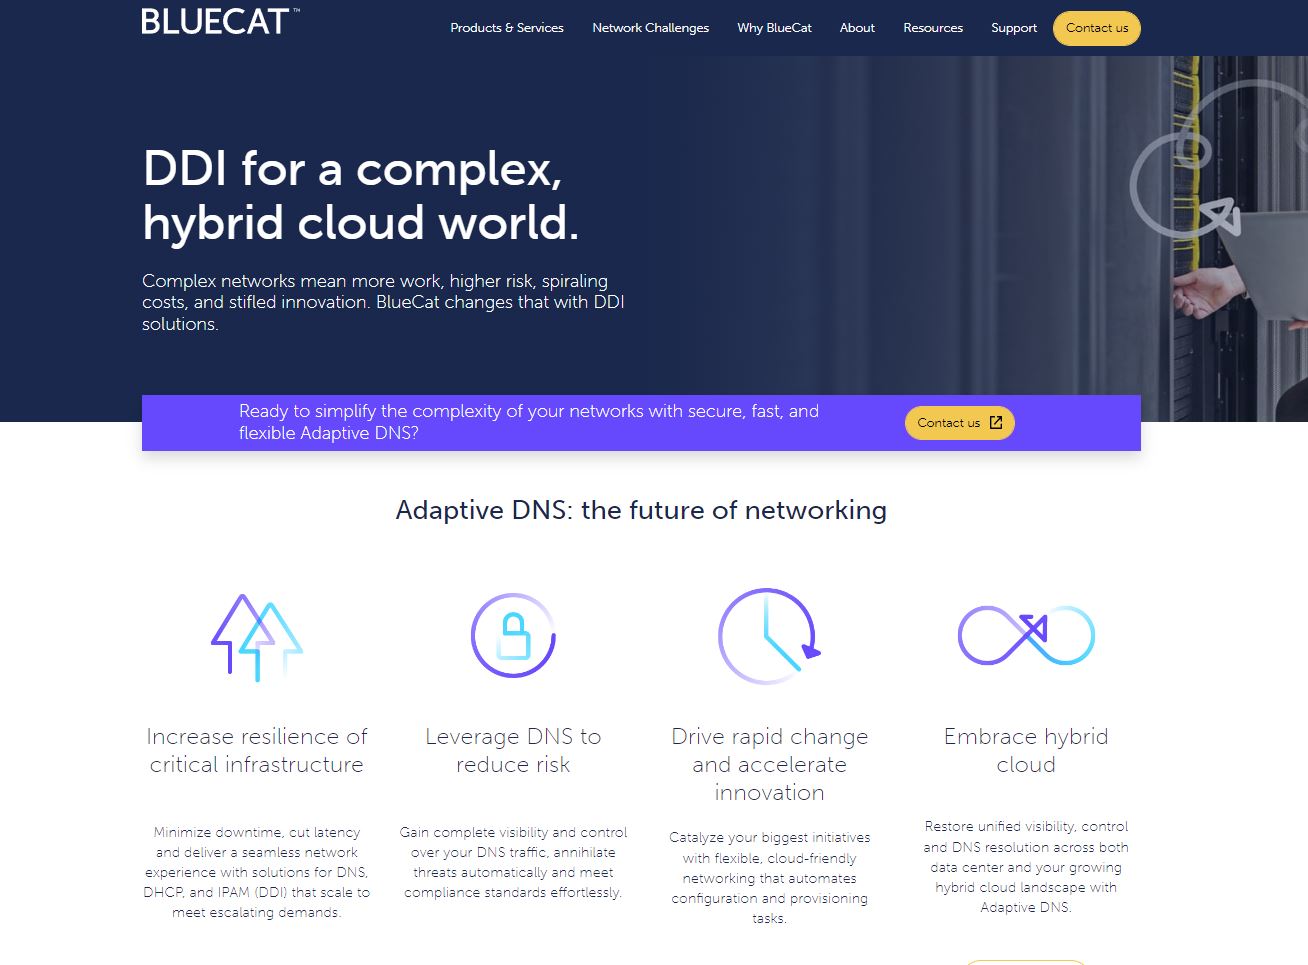 BLUECAT™
Products & Services
Network Challenges
Why BlueCat
About
Resources
Support
Contact us
DDI for a complex,
hybrid cloud world.
Complex networks mean more work, higher risk, spiraling
costs, and stifled innovation. BlueCat changes that with DDI
solutions.
Ready to simplify the complexity of your networks with secure, fast, and
flexible Adaptive DNS?
Contact us
Adaptive DNS: the future of networking
Increase resilience of
critical infrastructure
Minimize downtime, cut latency
and deliver a seamless network
experience with solutions for DNS,
DHCP, and IPAM (DDI) that scale to
meet escalating demands.
Leverage DNS to
reduce risk
Gain complete visibility and control
over your DNS traffic, annihilate
threats automatically and meet
compliance standards effortlessly.
Drive rapid change
and accelerate
innovation
Catalyze your biggest initiatives
with flexible, cloud-friendly
networking that automates
configuration and provisioning
tasks.
Embrace hybrid
cloud
Restore unified visibility, control
and DNS resolution across both
data center and your growing
hybrid cloud landscape with
Adaptive DNS.